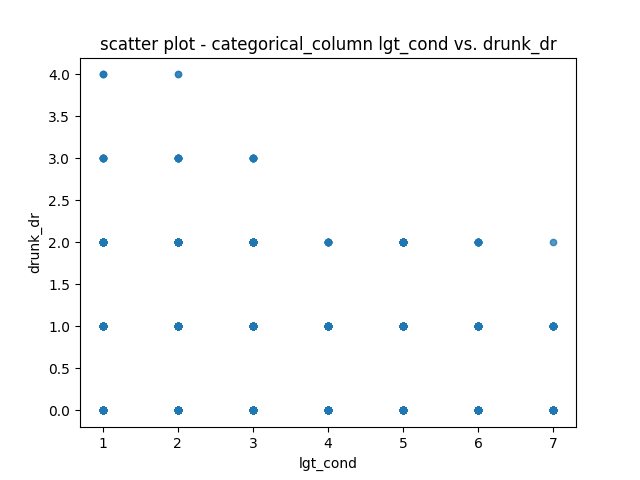 scatter plot - categorical_column lgt_cond vs. drunk_dr
4.0
3.5
3.0
2.5
2.0
1.5
1.0
0.5
0.0
drunk_dr
1 2 3 4 5 6 7
lgt_cond